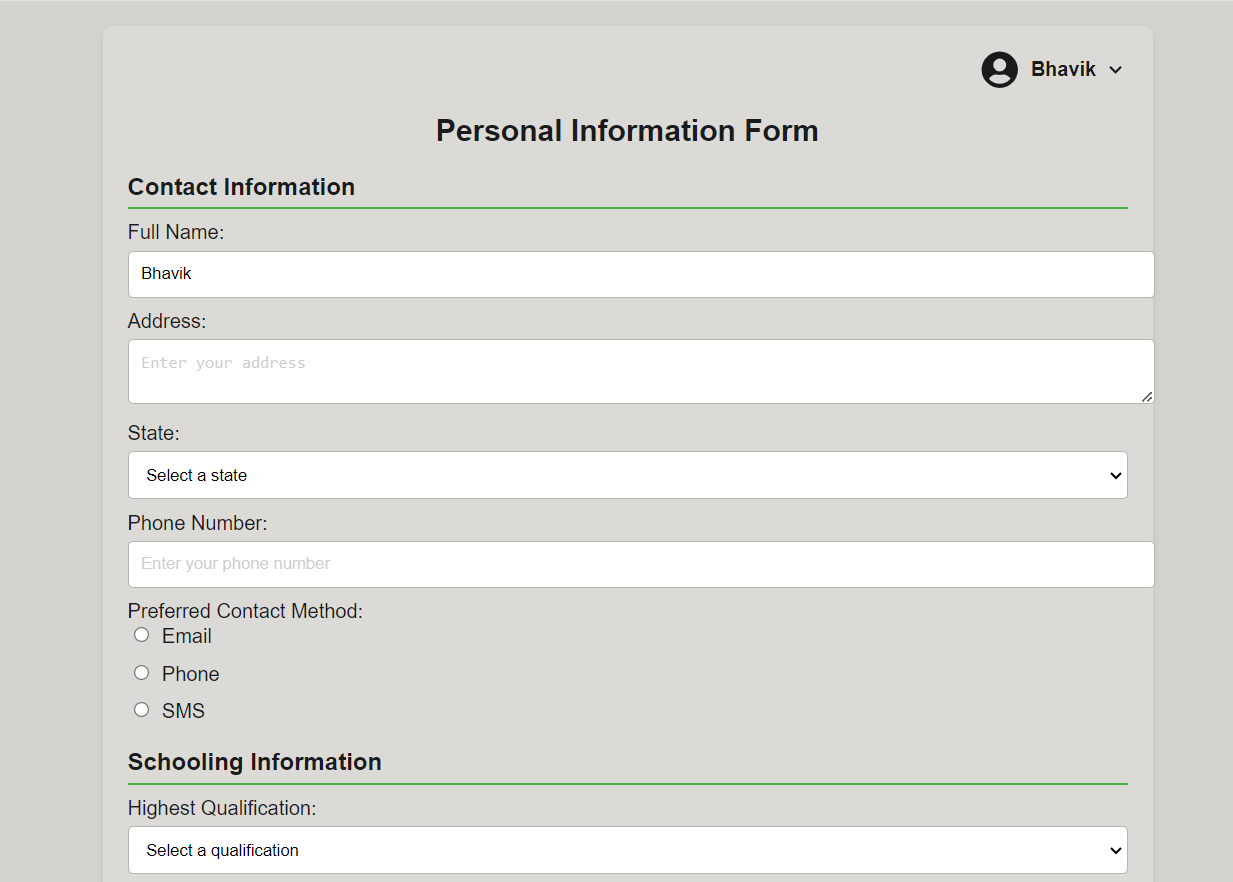 Bhavik
Personal Information Form
Contact Information
Full Name:
Bhavik
Address:
Enter your address
State:
Select a state
Phone Number:
Enter your phone number
Preferred Contact Method:
Email
Phone
SMS
Schooling Information
Highest Qualification:
Select a qualification